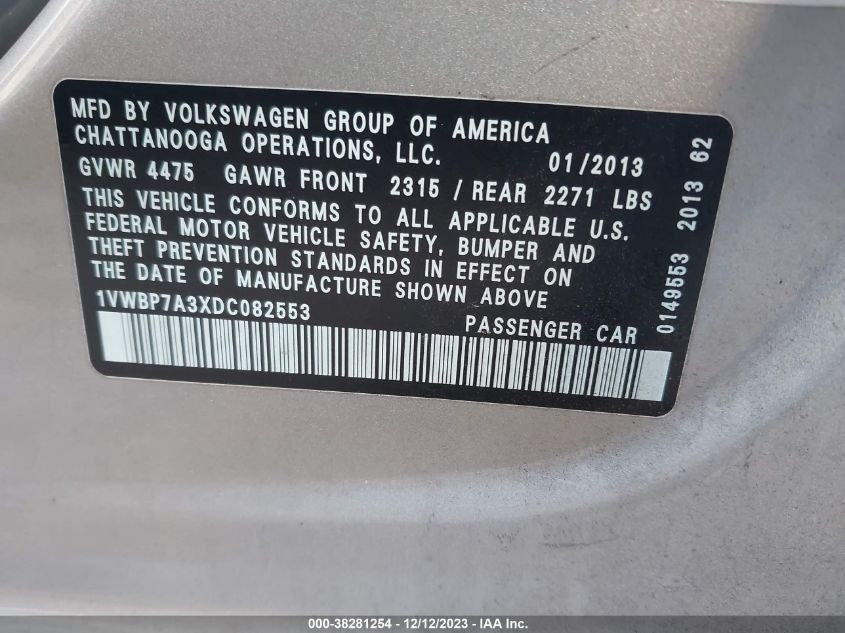 MFD BY VOLKSWAGEN GROUP OF AMERICA
CHATTANOOGA OPERATIONS, LLC. 01/2013
GVWR 4475 GAWR FRONT 2315 / REAR 2271 LBS
THIS VEHICLE CONFORMS TO ALL APPLICABLE U.S.
FEDERAL MOTOR VEHICLE SAFETY, BUMPER AND
THEFT PREVENTION STANDARDS IN EFFECT ON
THE DATE OF MANUFACTURE SHOWN ABOVE
1VWBP7A3XDC082553 PASSENGER CAR
0149553 2013 62
000-38281254 - 12/12/2023 - IAA Inc.